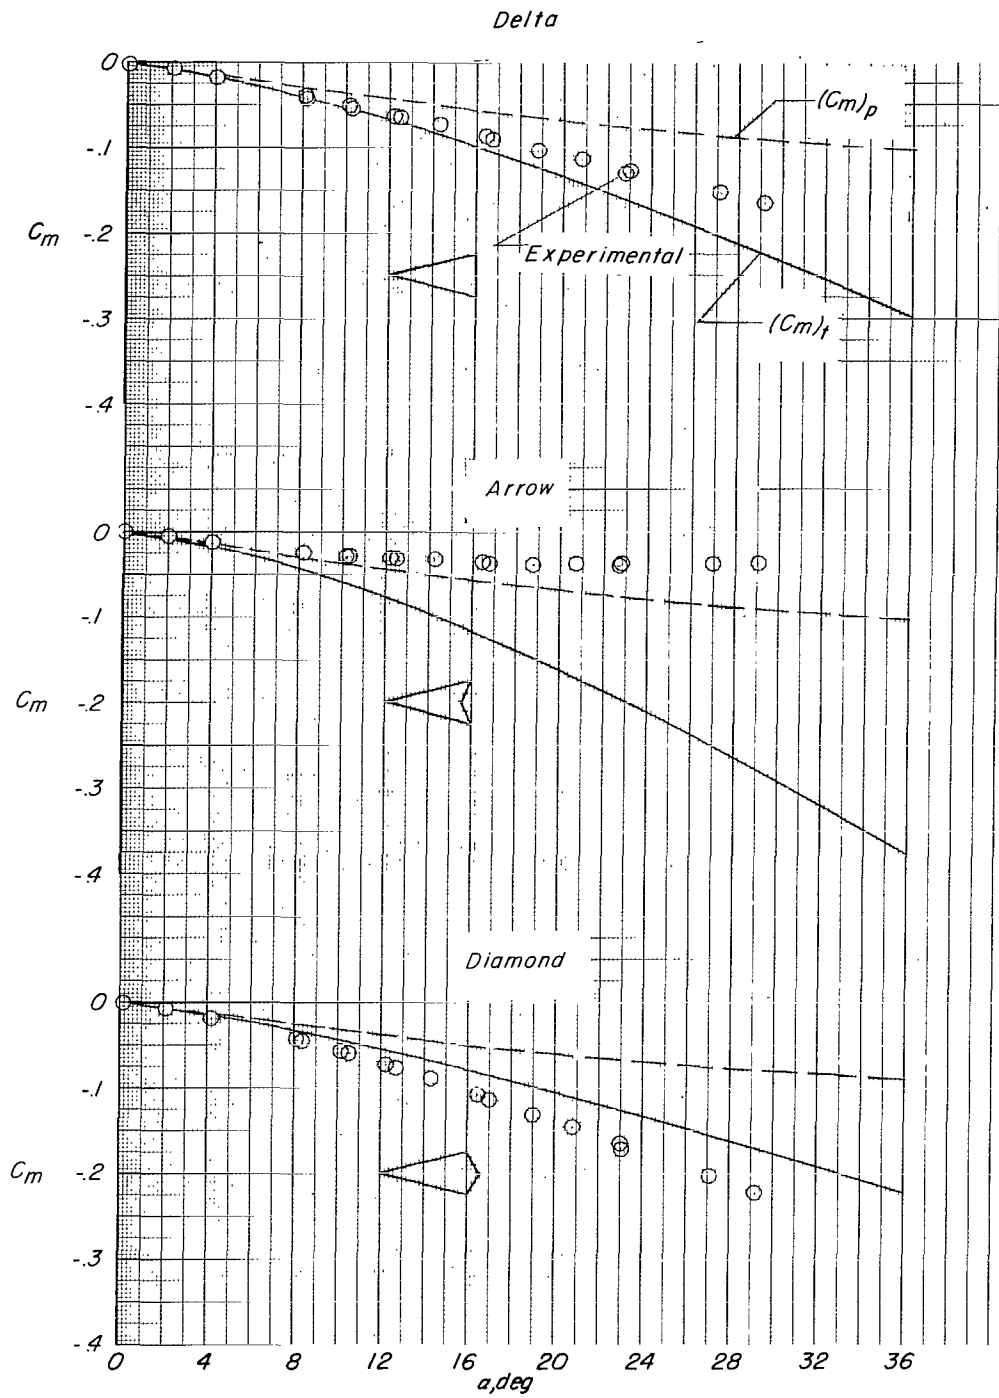 Delta
0
-.1
-.2
-.3
-.4
Cm
(Cm)p
Experimental
(Cm)t
Arrow
0
-.1
-.2
-.3
-.4
Cm
Diamond
0
-.1
-.2
-.3
-.4
Cm
0 4 8 12 16 20 24 28 32 36
α,deg